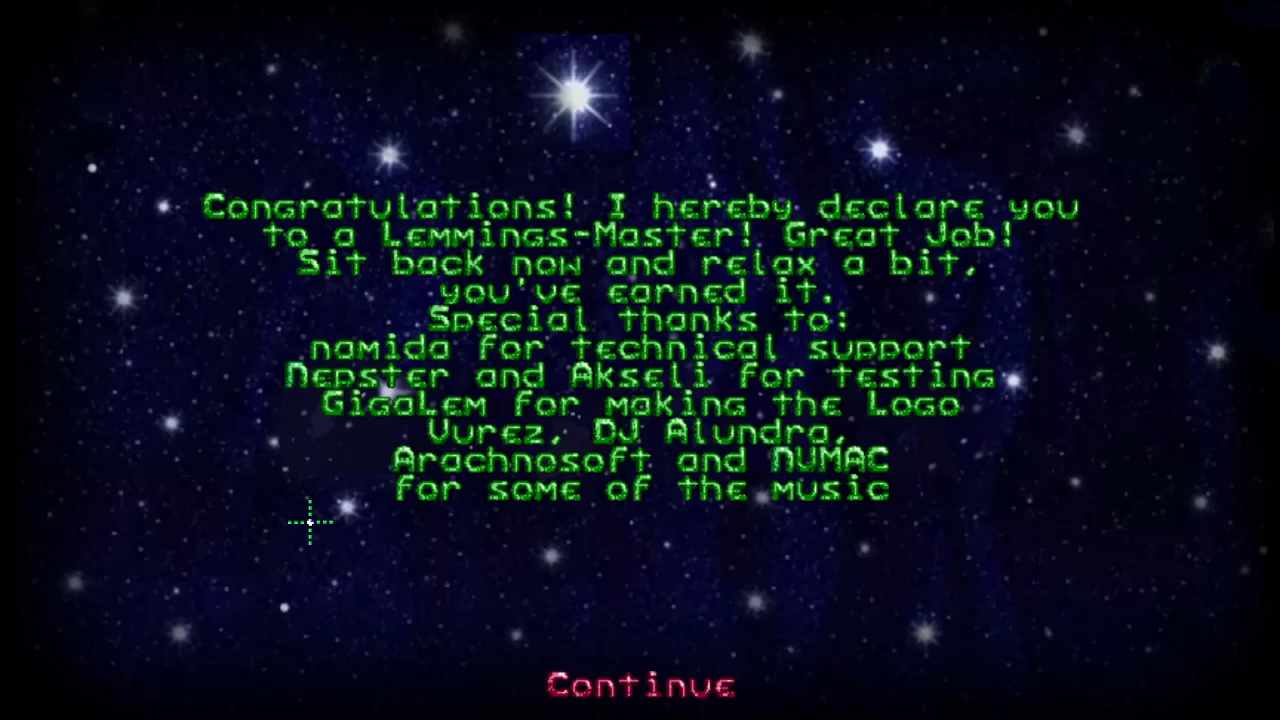 Congratulations! I hereby declare you
to a Lemmings-Master! Great Job!
Sit back now and relax a bit,
you've earned it.
Special thanks to:
namida for technical support
Nepster and Akseli for testing
GigaLem for making the Logo
Yurez, DJ Alundra,
Arachnosoft and NUMAC
for some of the music
Continue